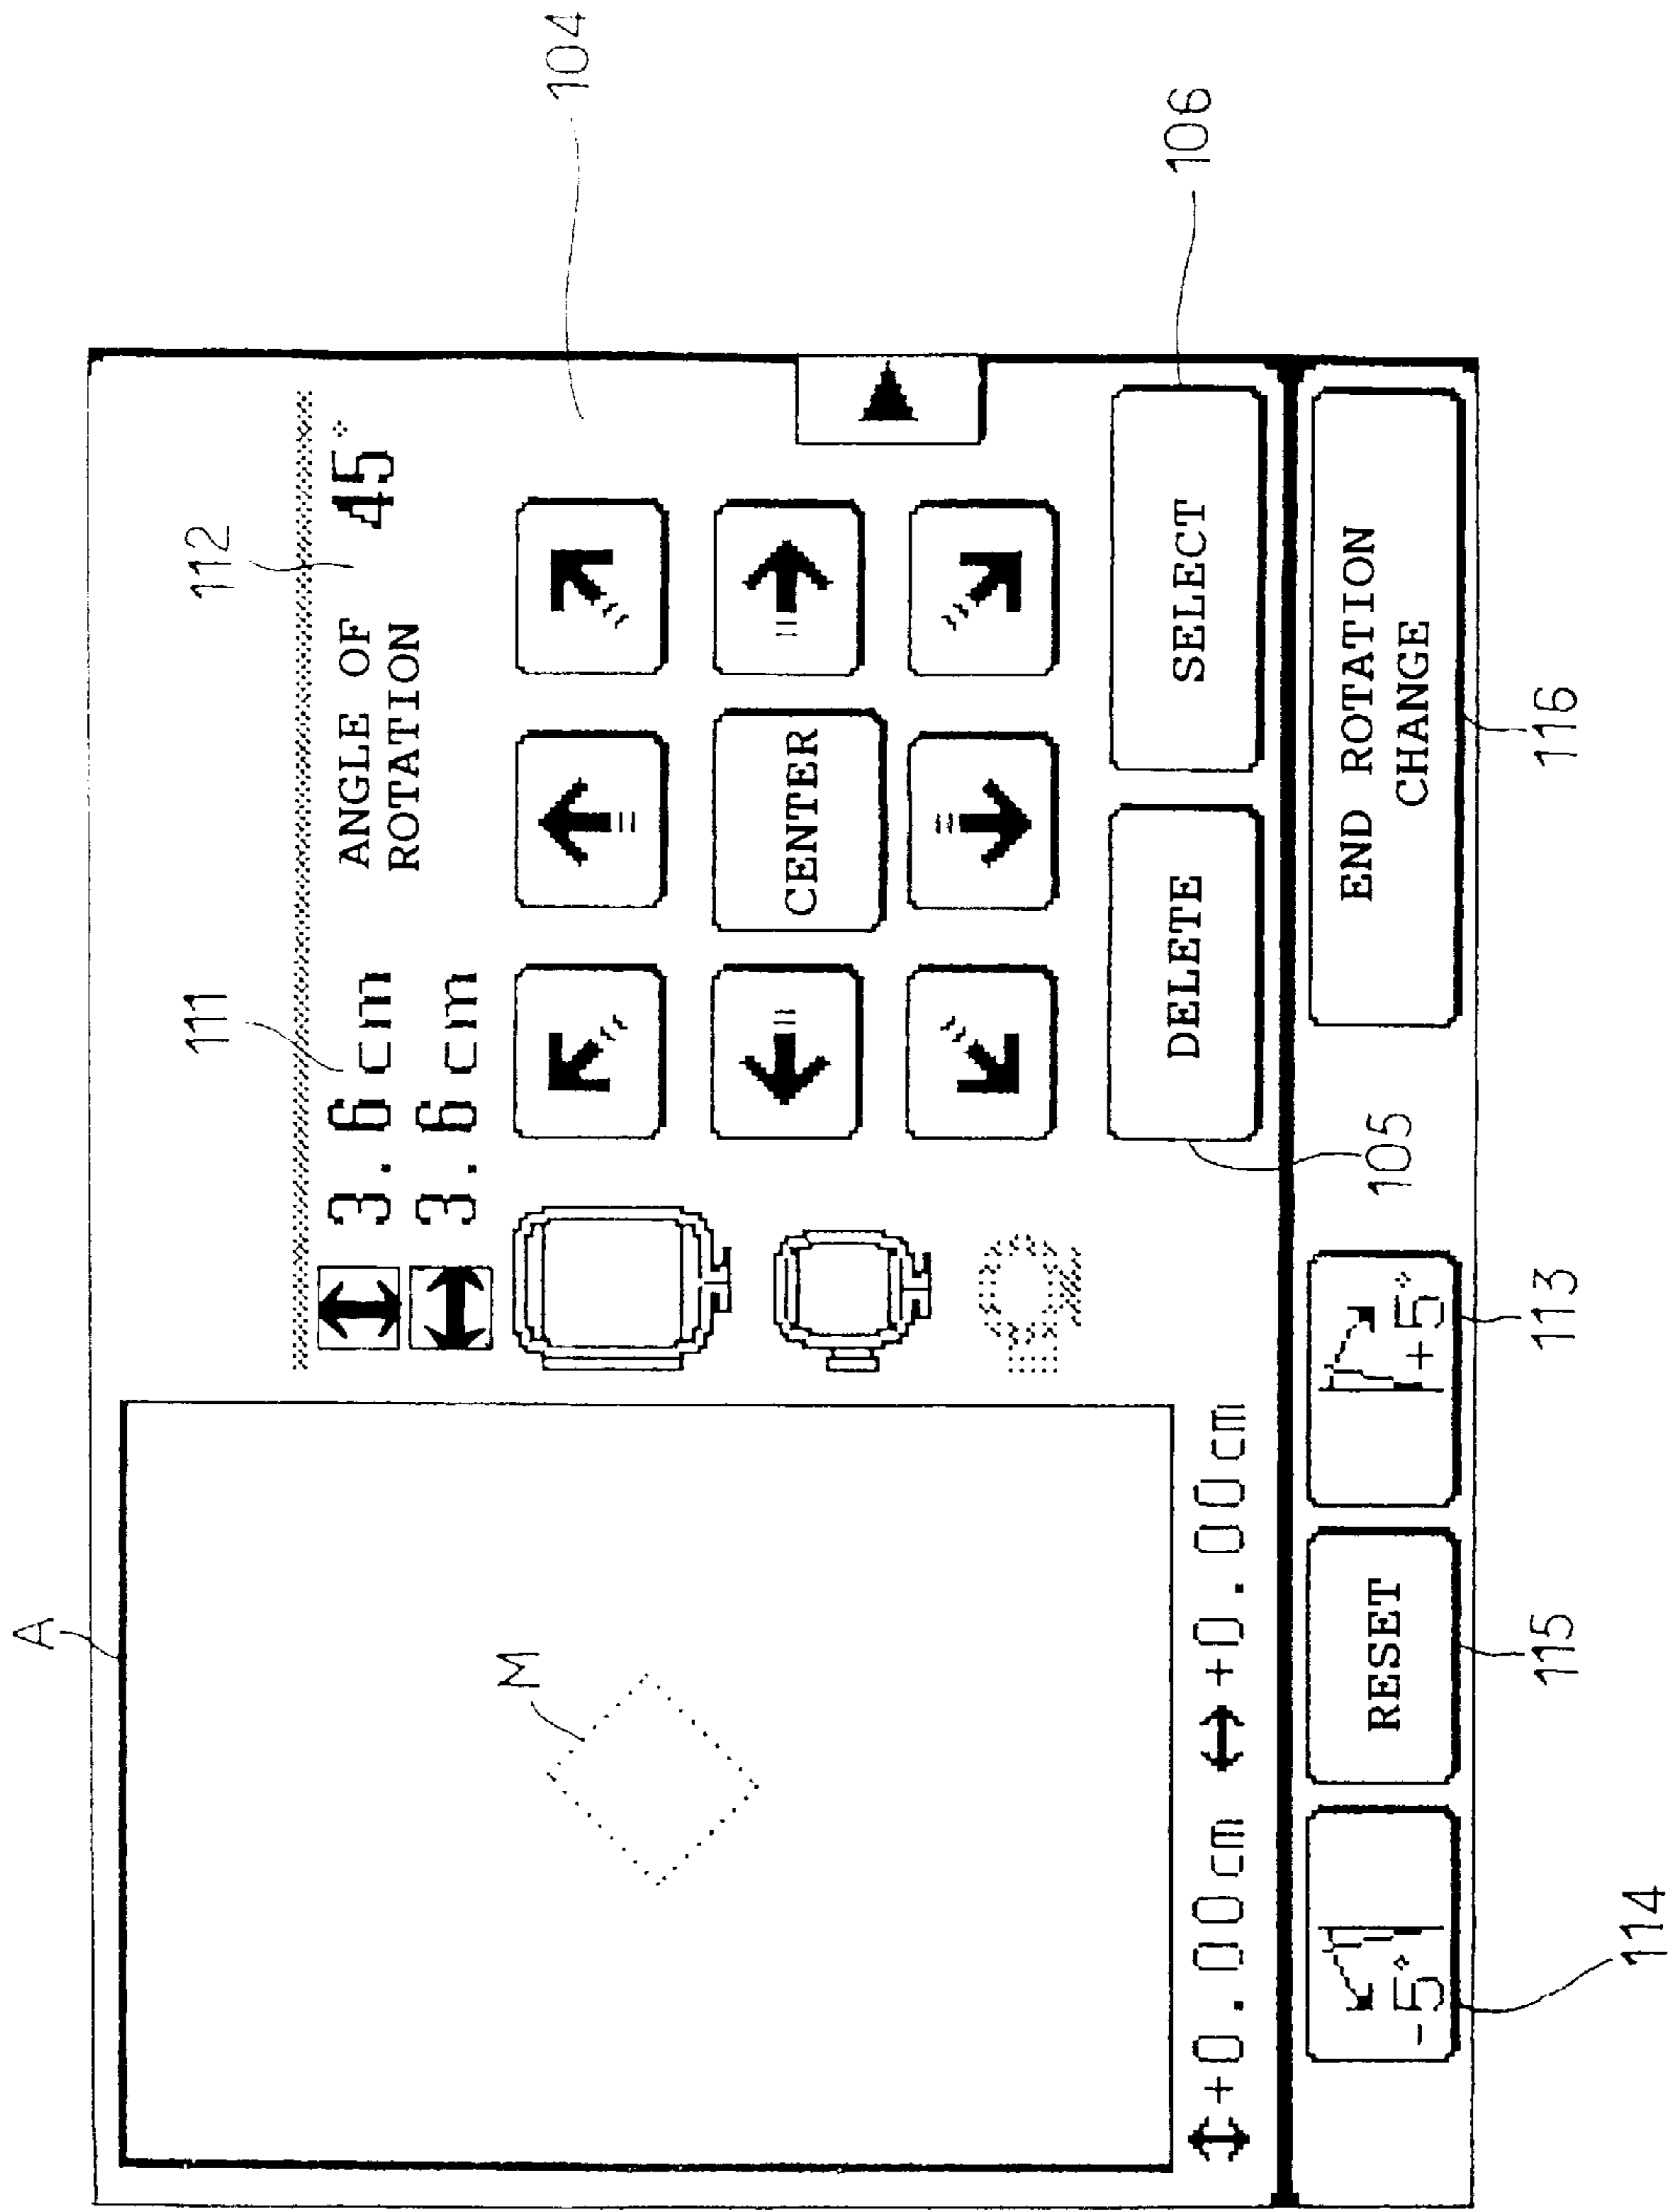 A
M
↕+0.00cm ↔+0.00cm
111
112
3.6cm
3.6cm
ANGLE OF
ROTATION
45°
104
CENTER
DELETE
SELECT
105
106
-5°
RESET
+5°
END ROTATION
CHANGE
114
115
113
116